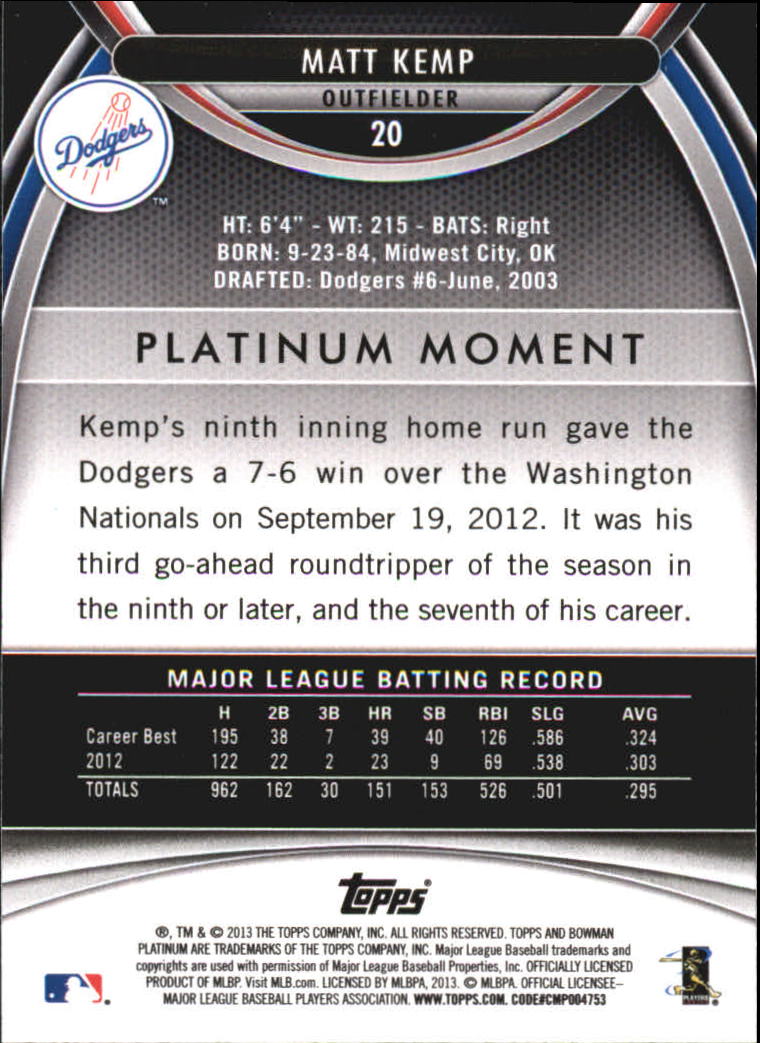 MATT KEMP
OUTFIELDER
20
Dodgers
TM
HT: 6'4" - WT: 215 - BATS: Right
BORN: 9-23-84, Midwest City, OK
DRAFTED: Dodgers #6-June, 2003
PLATINUM MOMENT
Kemp's ninth inning home run gave the
Dodgers a 7-6 win over the Washington
Nationals on September 19, 2012. It was his
third go-ahead roundtripper of the season in
the ninth or later, and the seventh of his career.
MAJOR LEAGUE BATTING RECORD
H 2B 3B HR SB RBI SLG AVG
Career Best 195 38 7 39 40 126 .586 .324
2012 122 22 2 23 9 69 .538 .303
TOTALS 962 162 30 151 153 526 .501 .295
Topps®
®, TM & © 2013 THE TOPPS COMPANY, INC. ALL RIGHTS RESERVED. TOPPS AND BOWMAN
PLATINUM ARE TRADEMARKS OF THE TOPPS COMPANY, INC. Major League Baseball trademarks and
copyrights are used with permission of Major League Baseball Properties, Inc. OFFICIALLY LICENSED
PRODUCT OF MLBP. Visit MLB.com. LICENSED BY MLBPA, 2013. © MLBPA. OFFICIAL LICENSEE–
MAJOR LEAGUE BASEBALL PLAYERS ASSOCIATION. WWW.TOPPS.COM. CODE#CMP004753
PLAYERS